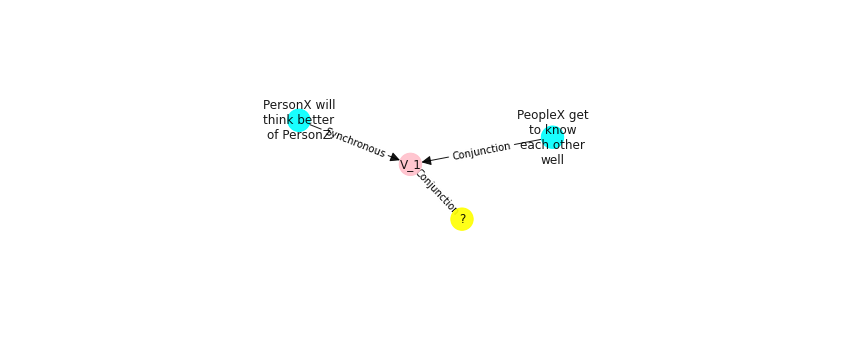 PersonX will
think better
of PersonZ
Synchronous
PeopleX get
to know
each other
well
Conjunction
V_1
Conjunction
?